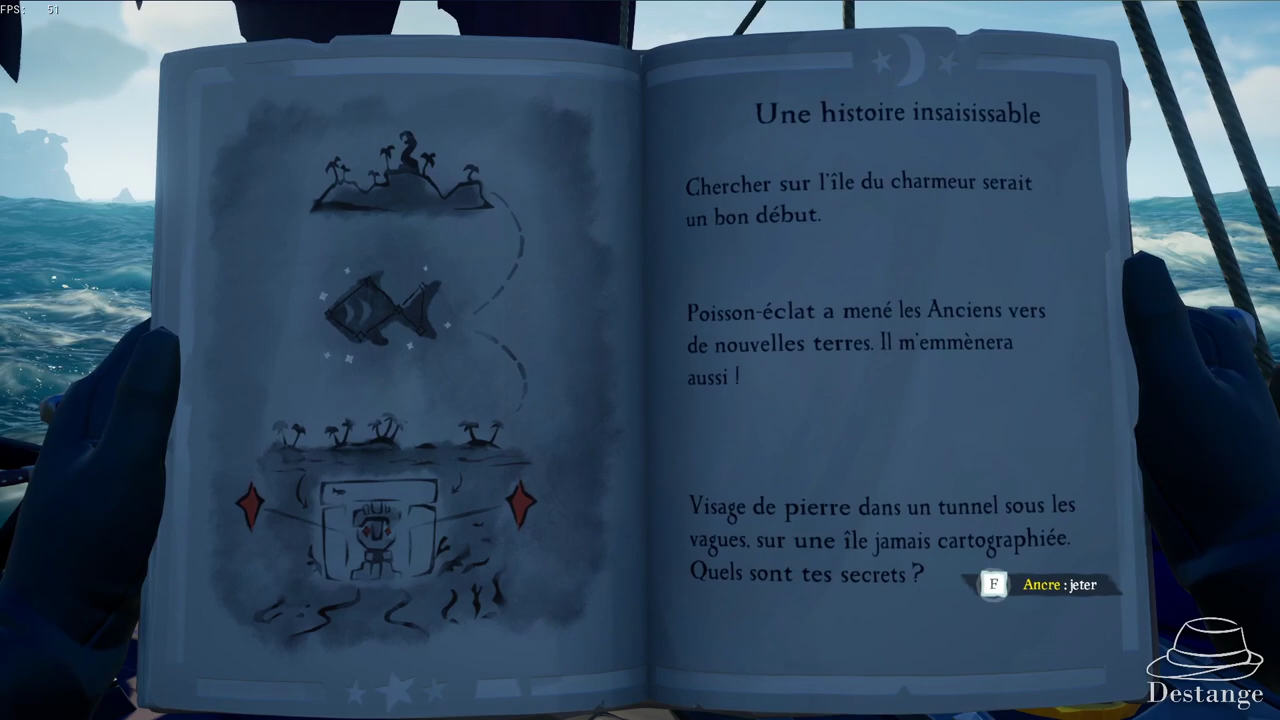 FPS: 51
Une histoire insaisissable
Chercher sur l'île du charmeur serait
un bon début.
Poisson-éclat a mené les Anciens vers
de nouvelles terres. Il m'emmènera
aussi !
Visage de pierre dans un tunnel sous les
vagues, sur une île jamais cartographiée.
Quels sont tes secrets ?
F Ancre : jeter
Destange